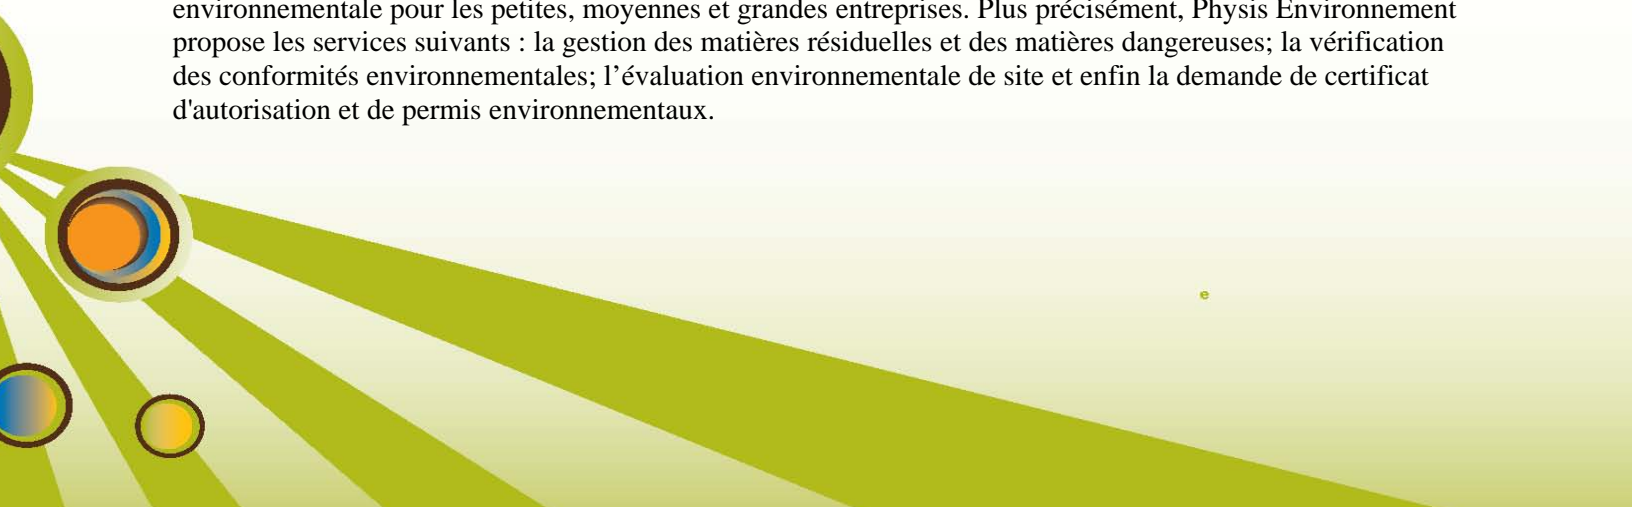 environnementale pour les petites, moyennes et grandes entreprises. Plus précisément, Physis Environnement
propose les services suivants : la gestion des matières résiduelles et des matières dangereuses; la vérification
des conformités environnementales; l’évaluation environnementale de site et enfin la demande de certificat
d'autorisation et de permis environnementaux.
e